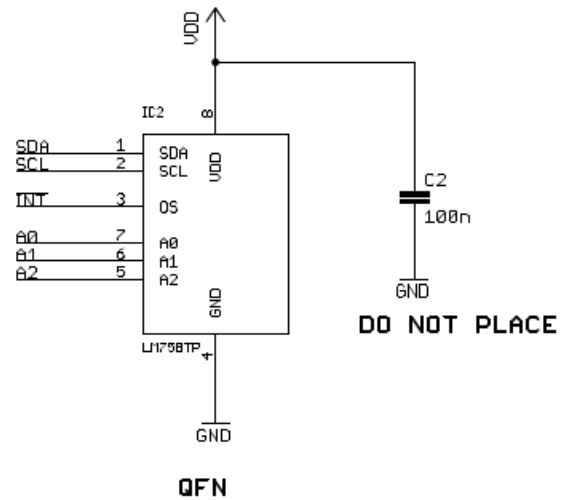 VDD
IC2
8
SDA 1 SDA VDD
SCL 2 SCL
INT 3 OS
A0 7 A0
A1 6 A1
A2 5 A2
GND
C2
100n
GND
DO NOT PLACE
LM75BTP
4
GND
QFN